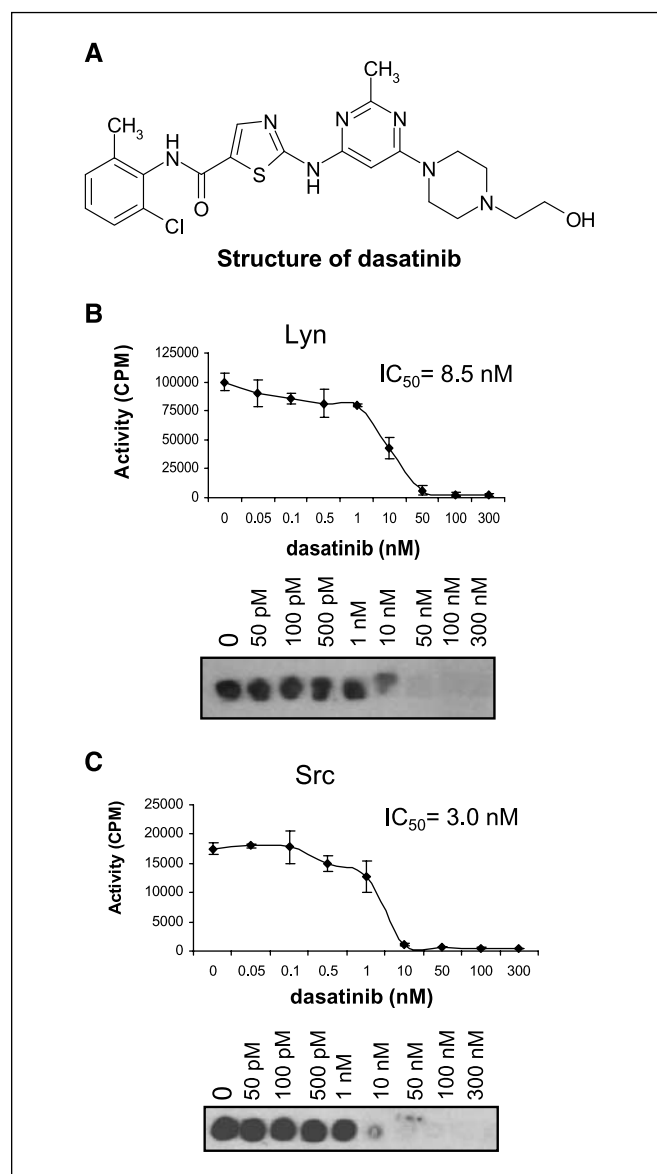 A
CH₃
N
N
N
CH₃
H
N
N
H
N
S
O
Cl
N
N
OH
Structure of dasatinib
B
Lyn
IC₅₀= 8.5 nM
Activity (CPM)
125000
100000
75000
50000
25000
0
0 0.05 0.1 0.5 1 10 50 100 300
dasatinib (nM)
0 50 pM 100 pM 500 pM 1 nM 10 nM 50 nM 100 nM 300 nM
C
Src
IC₅₀= 3.0 nM
Activity (CPM)
25000
20000
15000
10000
5000
0
0 0.05 0.1 0.5 1 10 50 100 300
dasatinib (nM)
0 50 pM 100 pM 500 pM 1 nM 10 nM 50 nM 100 nM 300 nM